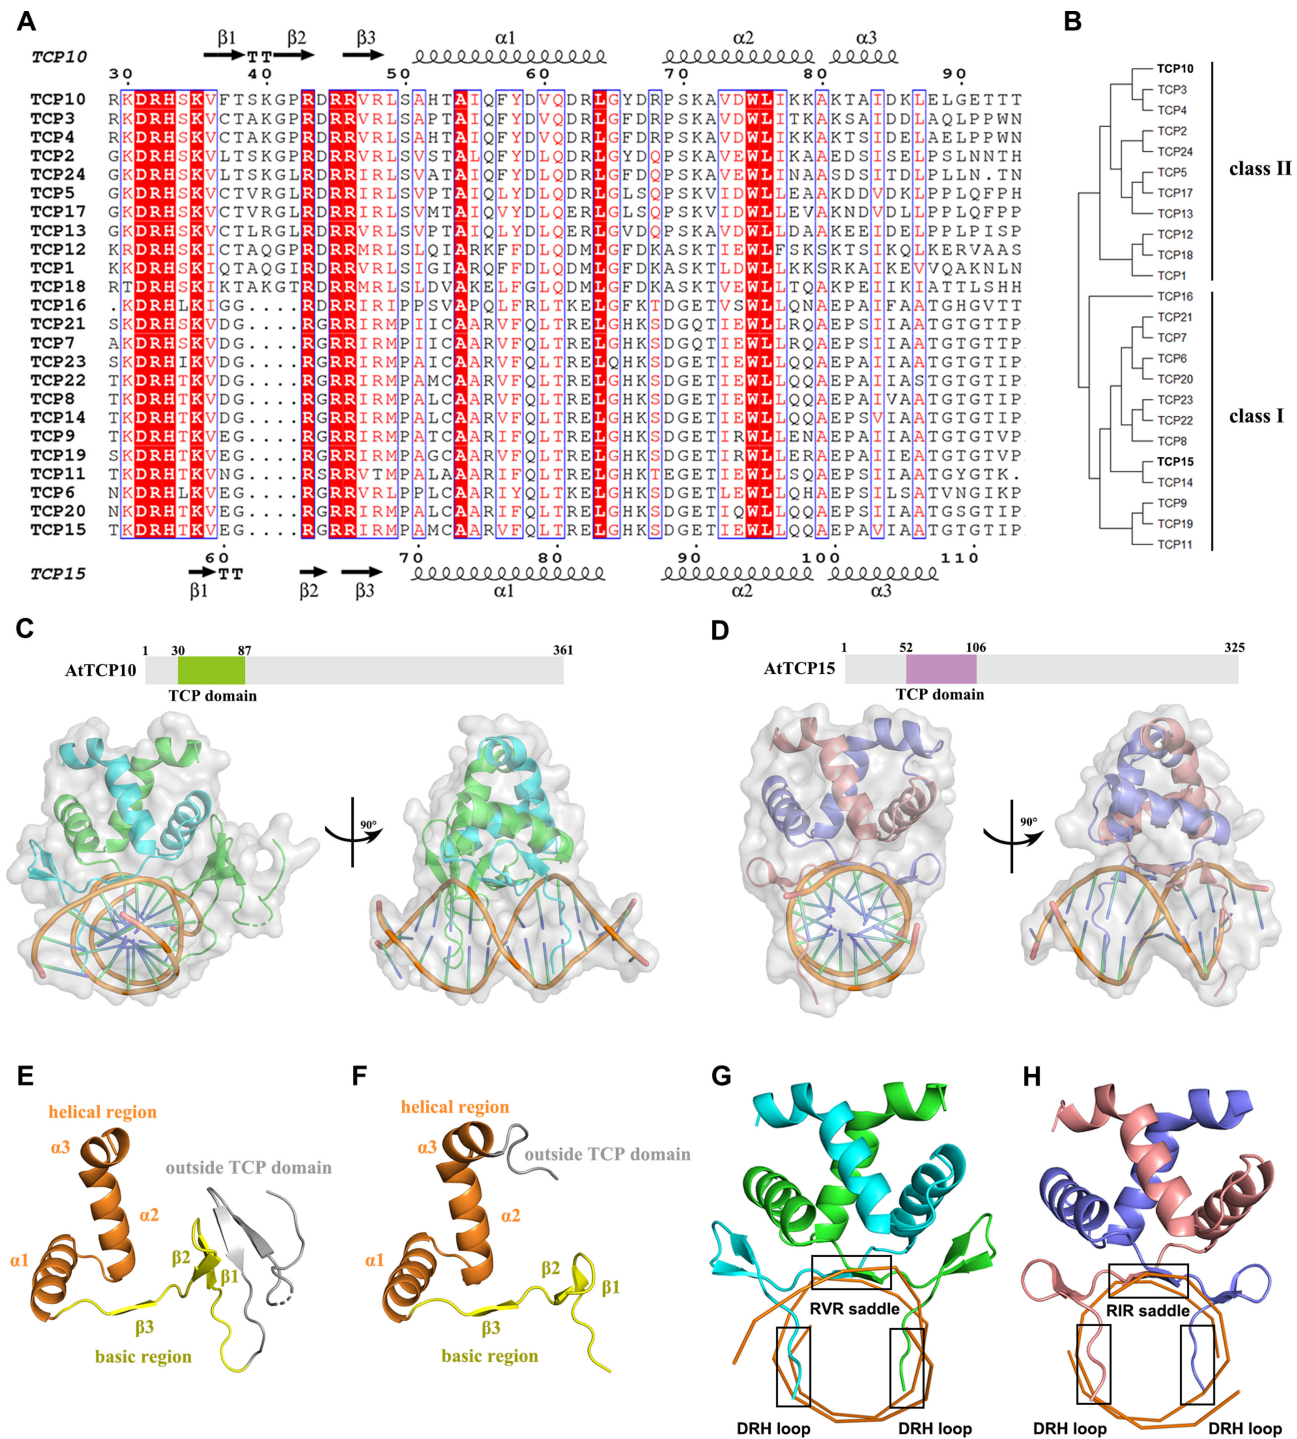 A
B
TCP10 β1 TT β2 β3 α1 α2 α3
30 40 50 60 70 80 90
TCP10 RKDRHSKVFTSKGPRDRRVRLSAHTAIQFYDVQDRLGYDRPSKAVDWLIKKAKTAIDKLELGETTT
TCP3 RKDRHSKVCTAKGPRDRRVRLSAPTAIQFYDVQDRLGFDRPSKAVDWLITKAKSAIDDLAQLPPWN
TCP4 RKDRHSKVCTAKGPRDRRVRLSAHTAIQFYDVQDRLGFDRPSKAVDWLIKKAKTSIDELAELPPWN
TCP2 GKDRHSKVLTSKGPRDRRVRLSVSTALQFYDLQDRLGYDQPSKAVEWLIKAAEDSISELPSLNNTH
TCP24 GKDRHSKVLTSKGLRDRRIRLSVATAIQFYDLQDRLGFDQPSKAVEWLINAASDSITDLPLLN.TN
TCP5 GKDRHSKVCTVRGLRDRRIRLSVPTAIQLYDLQDRLGLSQPSKVIDWLLEAAKDDVDKLPPLQFPH
TCP17 GKDRHSKVCTVRGLRDRRIRLSVMTAIQVYDLQERLGLSQPSKVIDWLLEVAKNDVDLLPPLQFPP
TCP13 GKDRHSKVCTLRGLRDRRVRLSVPTAIQLYDLQERLGVDQPSKAVDWLLDAAKEEIDELPPLPISP
TCP12 KRDRHSKICTAQGPRDRRMRLSLQIARKFFDLQDMLGFDKASKTIEWLFSKSKTSIKQLKERVAAS
TCP1 KKDRHSKIQTAQGIRDRRVRLSIGIARQFFDLQDMLGFDKASKTLDWLLKKSRKAIKEVVQAKNLN
TCP18 RTDRHSKIKTAKGTRDRRMRLSLDVAKELFGLQDMLGFDKASKTVEWLLTQAKPEIIKIATTLSHH
TCP16 .KDRHLKIGG....RDRRIRIPPSVAPQLFRLTKELGFKTDGETVSWLLQNAEPAIFAATGHGVTT
TCP21 SKDRHSKVDG....RGRRIRMPIICAARVFQLTRELGHKSDGQTIEWLLRQAEPSIIAATGTGTTP
TCP7 AKDRHSKVDG....RGRRIRMPIICAARVFQLTRELGHKSDGQTIEWLLRQAEPSIIAATGTGTTP
TCP23 SKDRHIKVDG....RGRRIRMPAICAARVFQLTRELQHKSDGETIEWLLQQAEPAIIAATGTGTIP
TCP22 TKDRHTKVDG....RGRRIRMPAMCAARVFQLTRELGHKSDGETIEWLLQQAEPAIIASTGTGTIP
TCP8 TKDRHTKVDG....RGRRIRMPALCAARVFQLTRELGHKSDGETIEWLLQQAEPAIVAATGTGTIP
TCP14 TKDRHTKVEG....RGRRIRMPALCAARVFQLTRELGHKSDGETIEWLLQQAEPSVIAATGTGTIP
TCP9 TKDRHTKVEG....RGRRIRMPATCAARIFQLTRELGHKSDGETIRWLLENAEPAIIAATGTGTVP
TCP19 SKDRHTKVEG....RGRRIRMPAGCAARVFQLTRELGHKSDGETIRWLLERAEPAIIEATGTGTVP
TCP11 TKDRHTKVNG....RSRRVTMPALAAARIFQLTRELGHKTEGETIEWLLSQAEPSIIAATGYGTK.
TCP6 NKDRHLKVEG....RGRRVRLPPLCAARIYQLTKELGHKSDGETLEWLLQHAEPSILSATVNGIKP
TCP20 NKDRHTKVEG....RGRRIRMPALCAARIFQLTRELGHKSDGETIQWLLQQAEPSIIAATGSGTIP
TCP15 TKDRHTKVEG....RGRRIRMPAMCAARVFQLTRELGHKSDGETIEWLLQQAEPAVIAATGTGTIP
60 70 80 90 100 110
TCP15 β1 TT β2 β3 α1 α2 α3
TCP10
TCP3
TCP4
TCP2
TCP24
TCP5
TCP17
TCP13
TCP12
TCP18
TCP1
class II
TCP16
TCP21
TCP7
TCP6
TCP20
TCP23
TCP22
TCP8
TCP15
TCP14
TCP9
TCP19
TCP11
class I
C
1 30 87 361
AtTCP10
TCP domain
90°
D
1 52 106 325
AtTCP15
TCP domain
90°
E
helical region
α3
outside TCP domain
α2
α1
β2
β1
β3
basic region
F
helical region
α3
outside TCP domain
α2
α1
β2
β1
β3
basic region
G
RVR saddle
DRH loop
DRH loop
H
RIR saddle
DRH loop
DRH loop